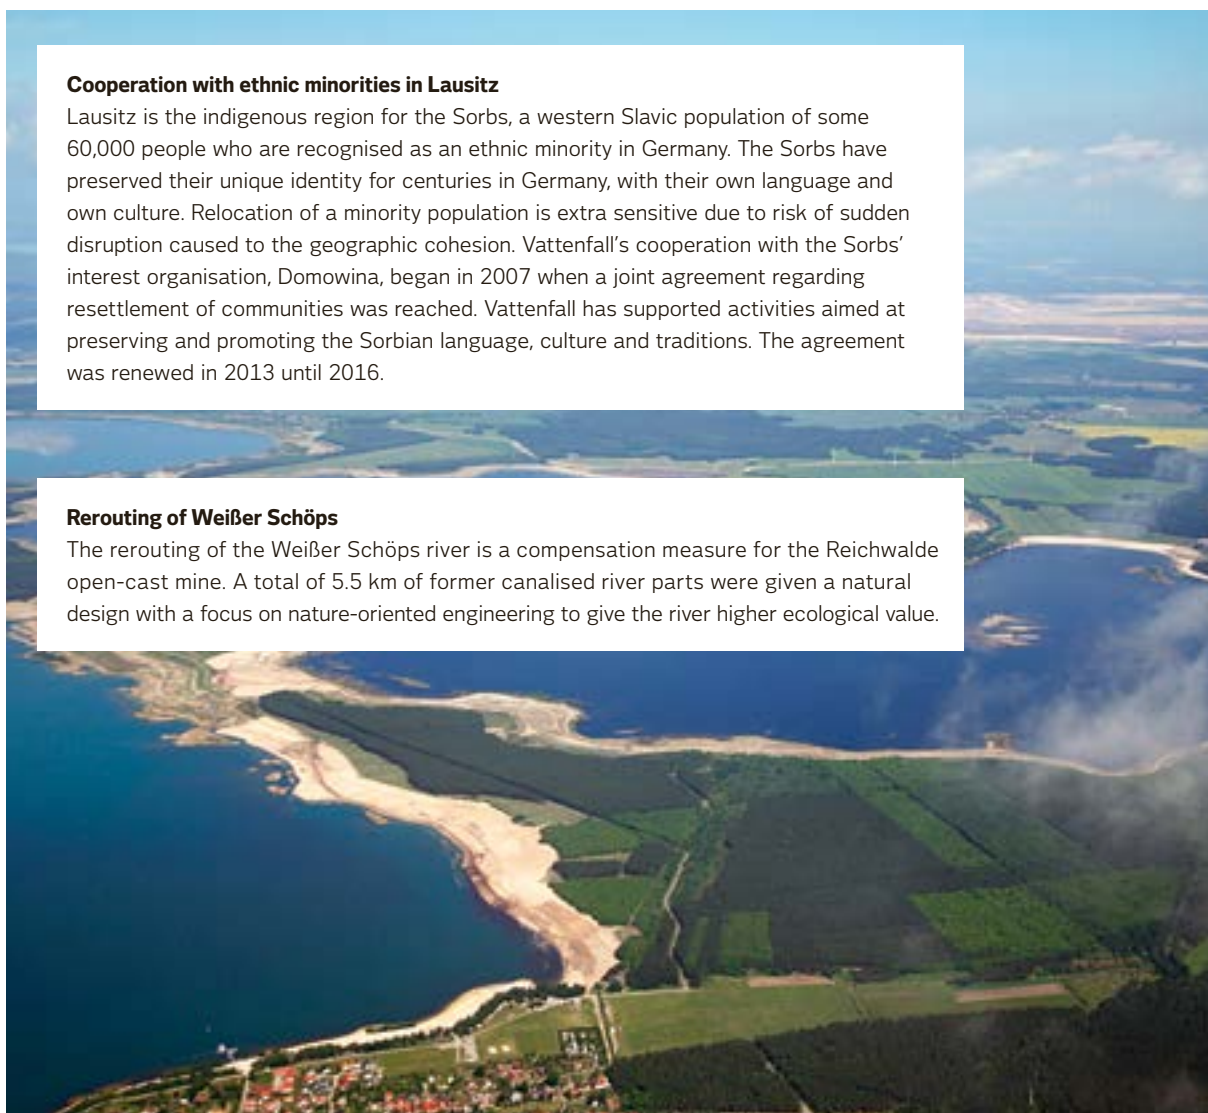 Cooperation with ethnic minorities in Lausitz
Lausitz is the indigenous region for the Sorbs, a western Slavic population of some
60,000 people who are recognised as an ethnic minority in Germany. The Sorbs have
preserved their unique identity for centuries in Germany, with their own language and
own culture. Relocation of a minority population is extra sensitive due to risk of sudden
disruption caused to the geographic cohesion. Vattenfall's cooperation with the Sorbs'
interest organisation, Domowina, began in 2007 when a joint agreement regarding
resettlement of communities was reached. Vattenfall has supported activities aimed at
preserving and promoting the Sorbian language, culture and traditions. The agreement
was renewed in 2013 until 2016.
Rerouting of Weißer Schöps
The rerouting of the Weißer Schöps river is a compensation measure for the Reichwalde
open-cast mine. A total of 5.5 km of former canalised river parts were given a natural
design with a focus on nature-oriented engineering to give the river higher ecological value.